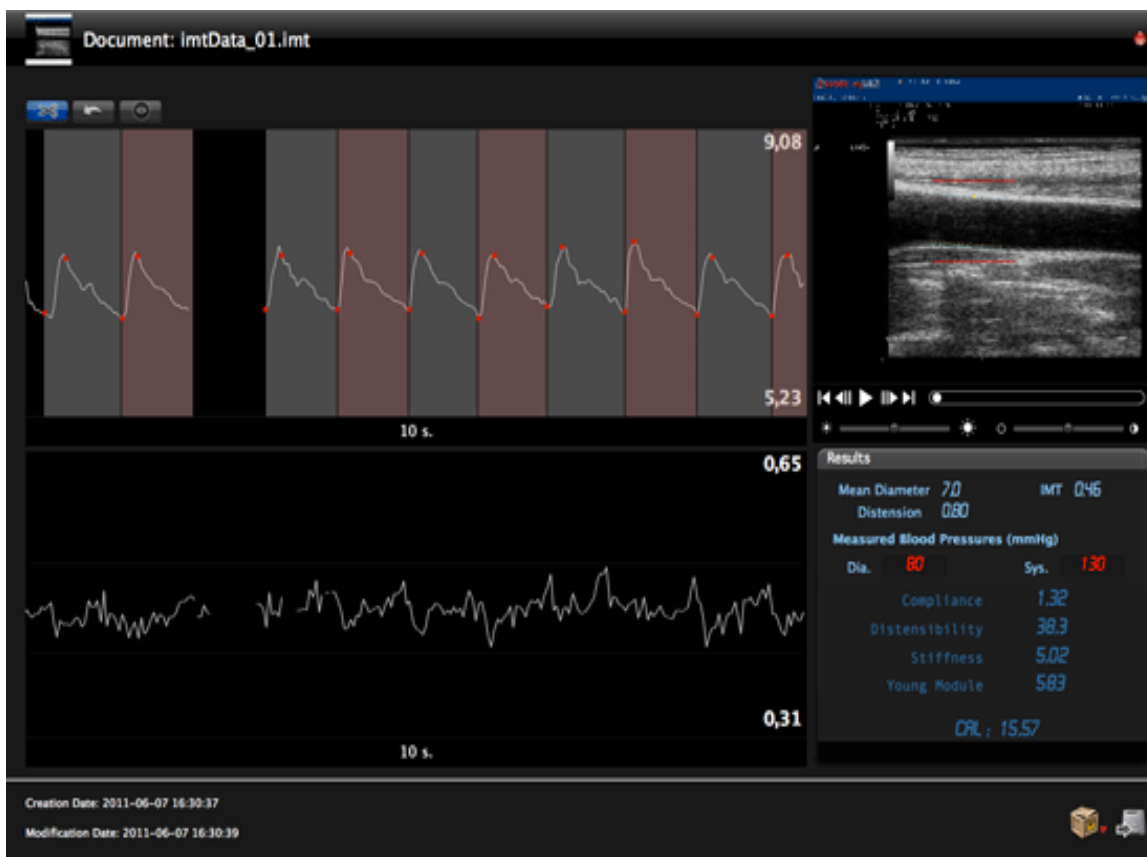 Document: imtData_01.imt
9,08
5,23
10 s.
0,65
0,31
10 s.
Results
Mean Diameter 7.0 IMT 0.46
Distension 0.80
Measured Blood Pressures (mmHg)
Dia. 80 Sys. 130
Compliance 1.32
Distensibility 38.3
Stiffness 5.02
Young Module 583
CAL : 15.57
Creation Date: 2011-06-07 16:30:37
Modification Date: 2011-06-07 16:30:39